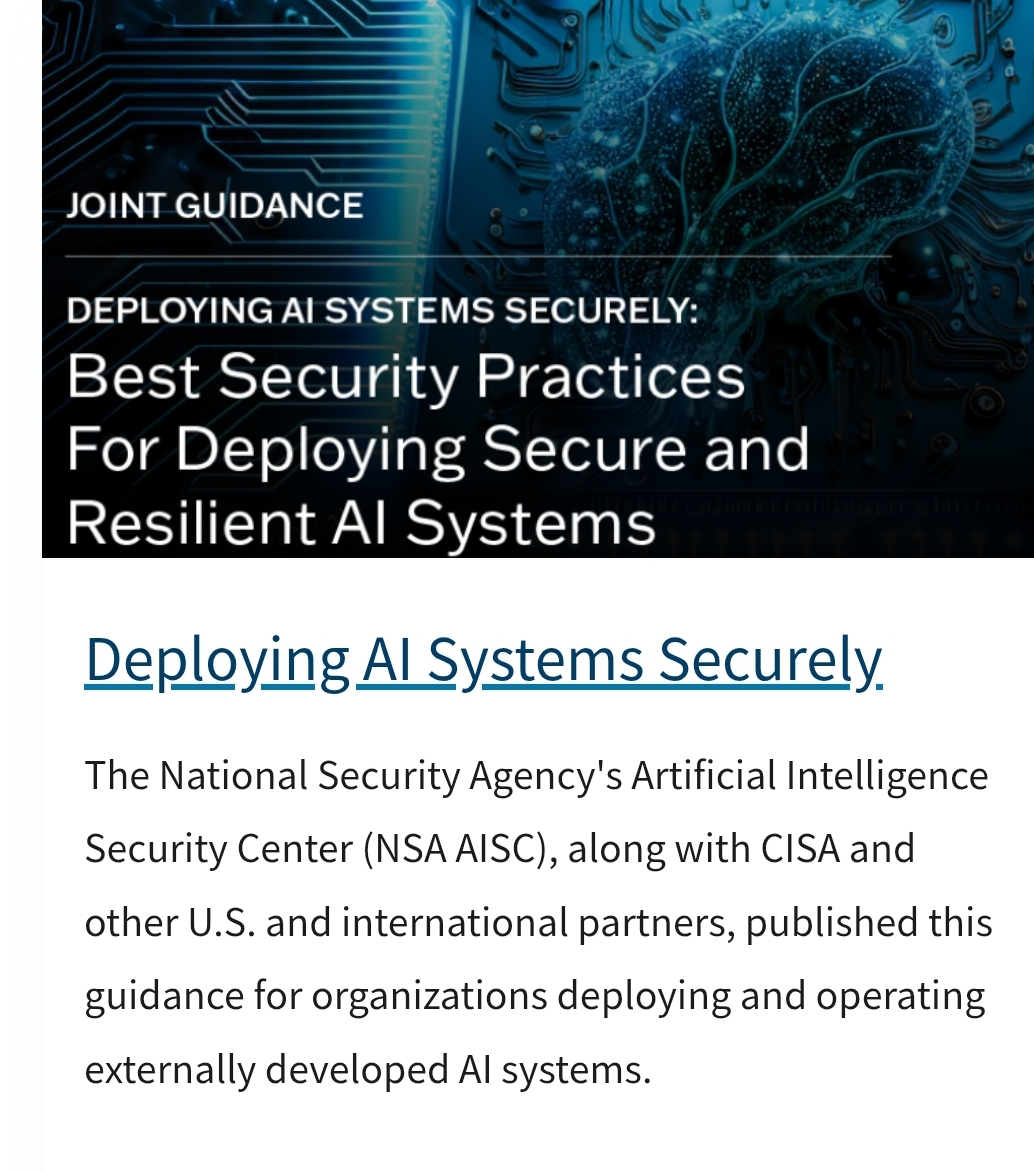 JOINT GUIDANCE
DEPLOYING AI SYSTEMS SECURELY:
Best Security Practices
For Deploying Secure and
Resilient AI Systems
Deploying AI Systems Securely
The National Security Agency's Artificial Intelligence
Security Center (NSA AISC), along with CISA and
other U.S. and international partners, published this
guidance for organizations deploying and operating
externally developed AI systems.